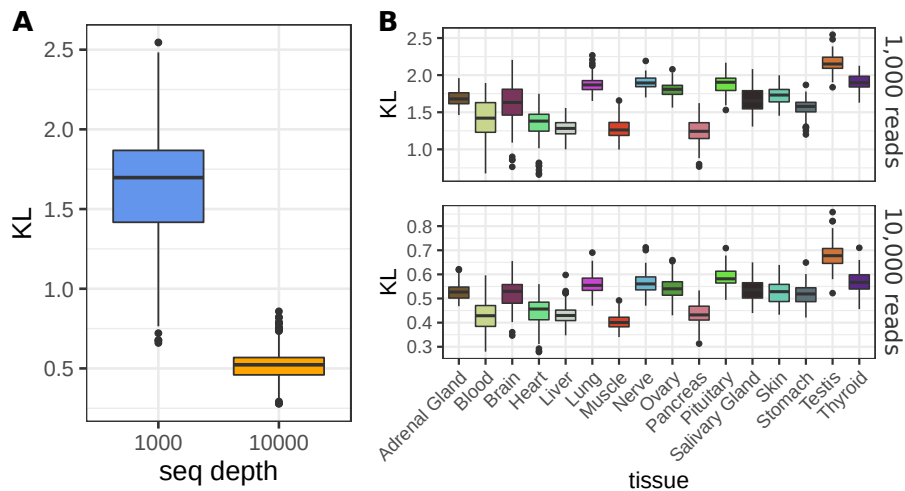 A
KL
2.5
2.0
1.5
1.0
0.5
1000 10000
seq depth
B
KL
2.5
2.0
1.5
1.0
1,000 reads
KL
0.8
0.7
0.6
0.5
0.4
0.3
10,000 reads
Adrenal Gland
Blood
Brain
Heart
Liver
Lung
Muscle
Nerve
Ovary
Pancreas
Pituitary
Salivary Gland
Skin
Stomach
Testis
Thyroid
tissue